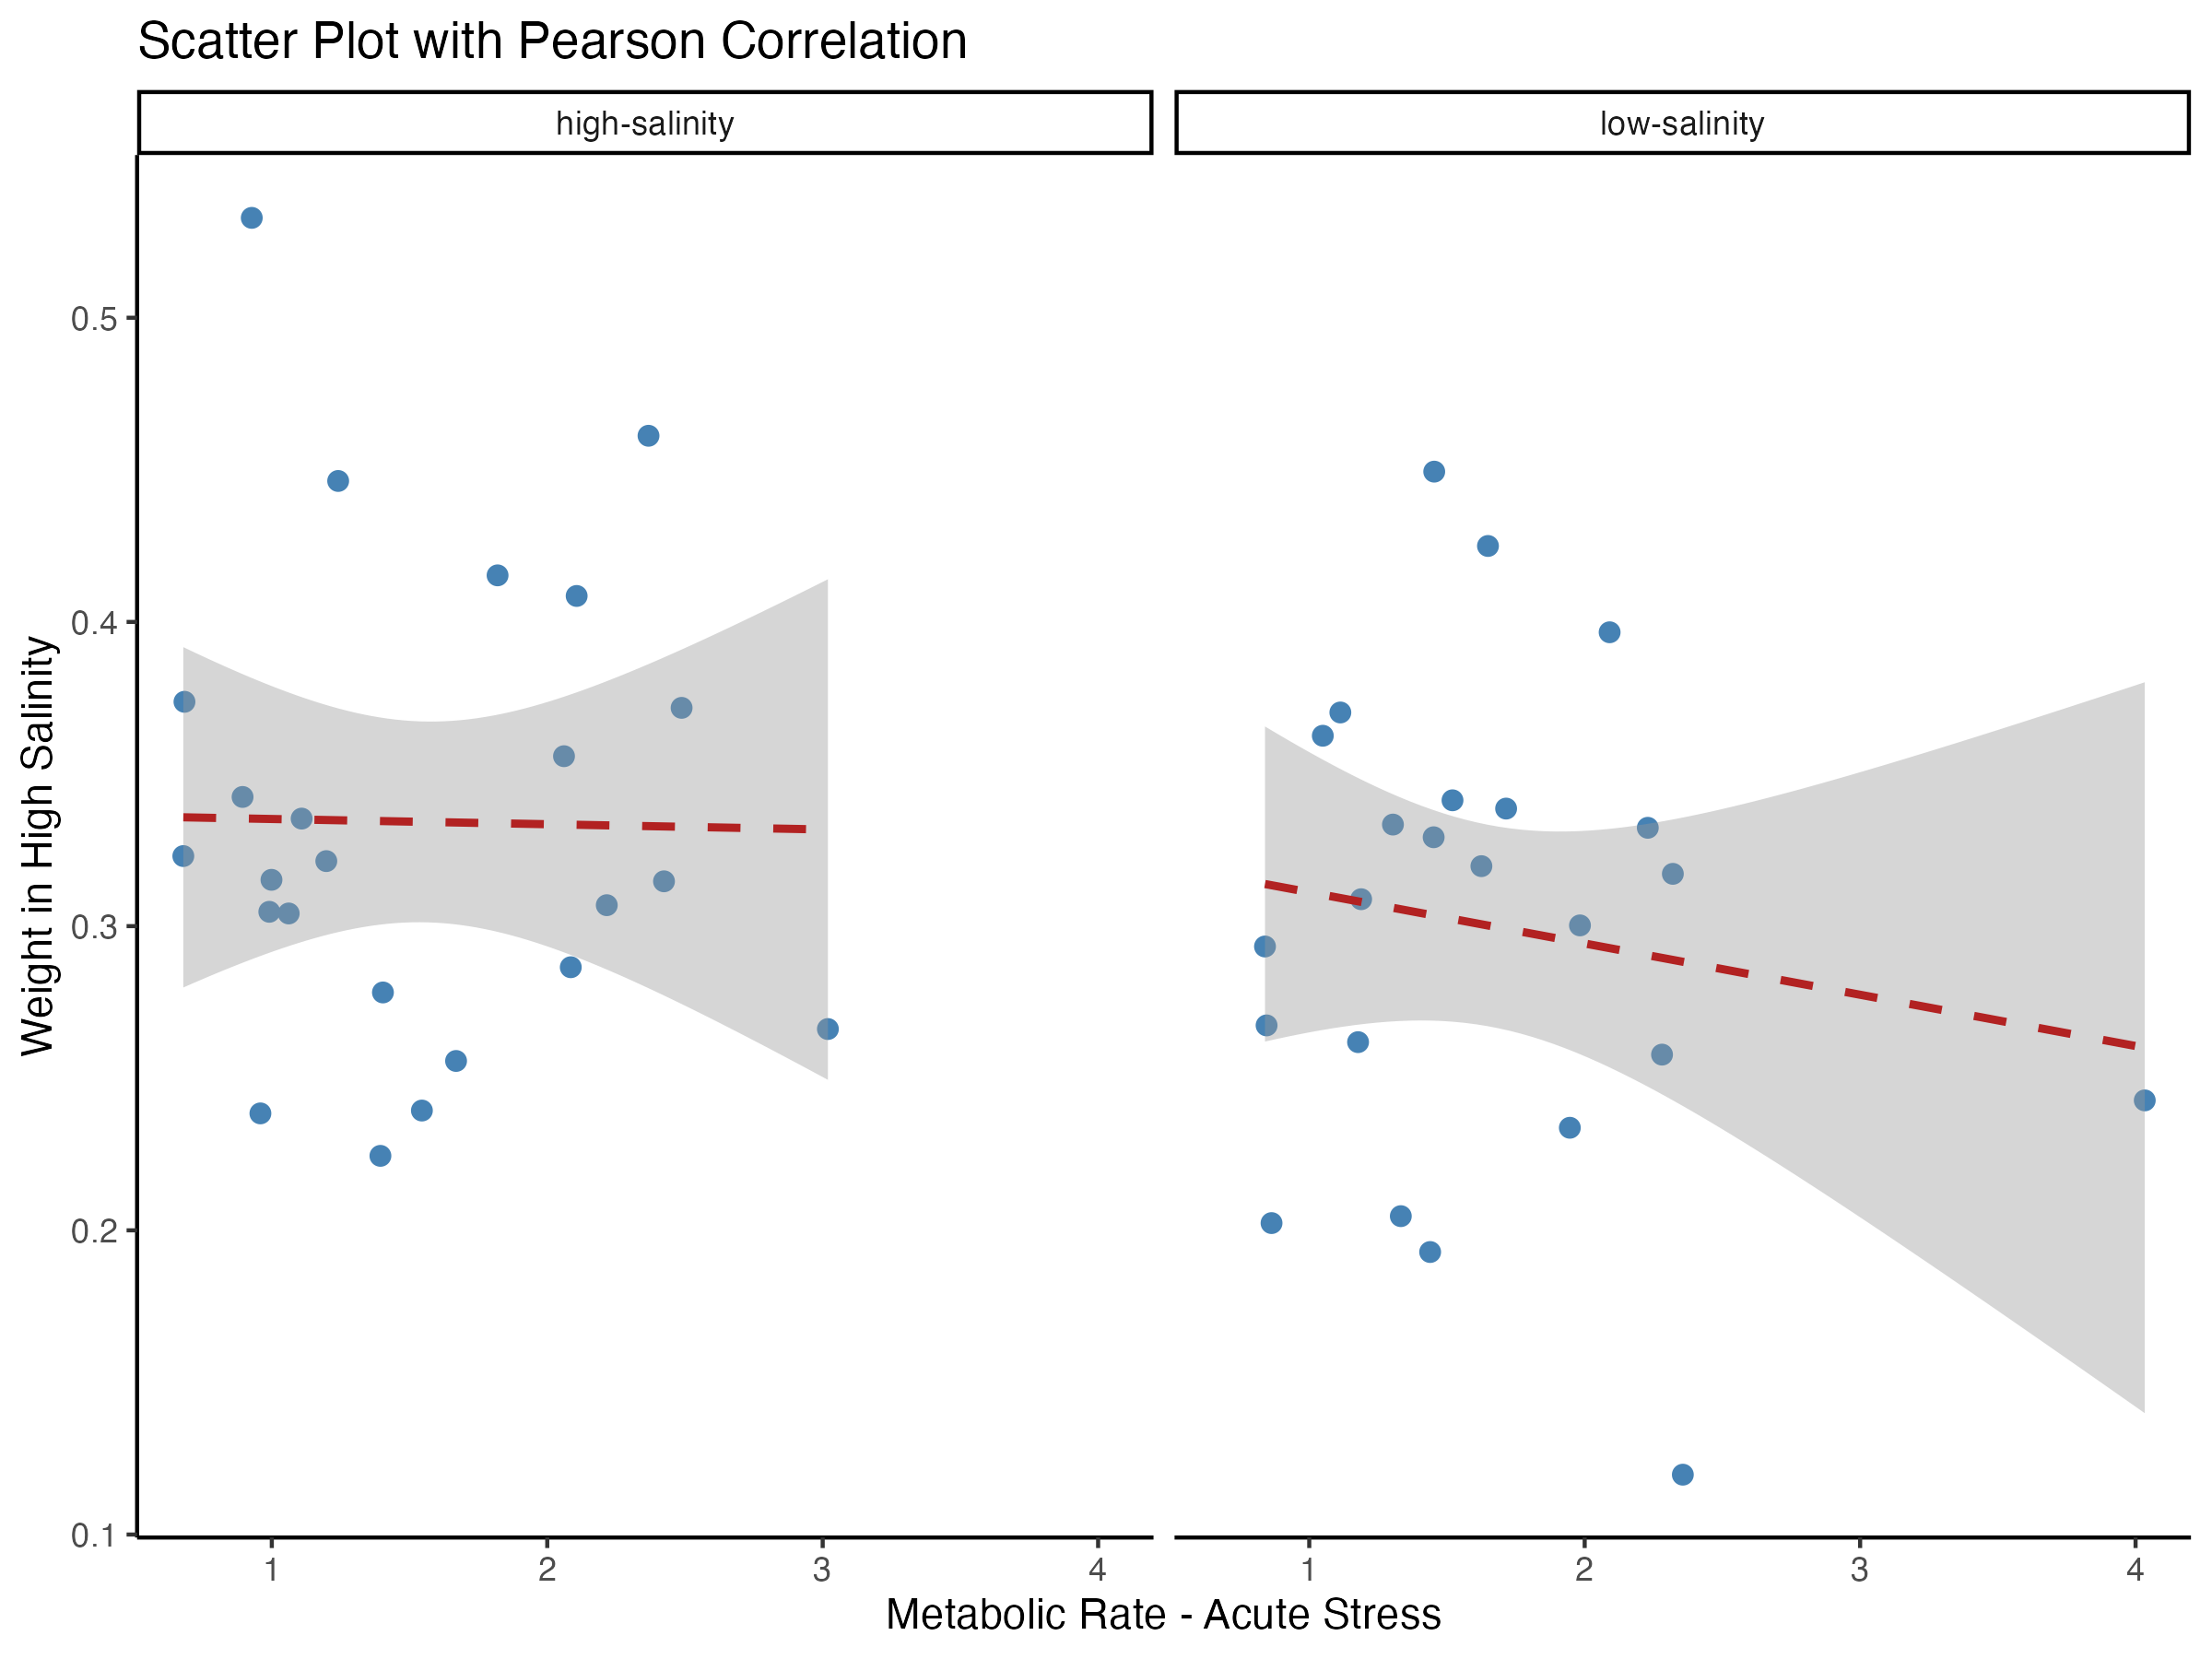 Scatter Plot with Pearson Correlation
high-salinity
low-salinity
Weight in High Salinity
0.5
0.4
0.3
0.2
0.1
1 2 3 4
1 2 3 4
Metabolic Rate - Acute Stress